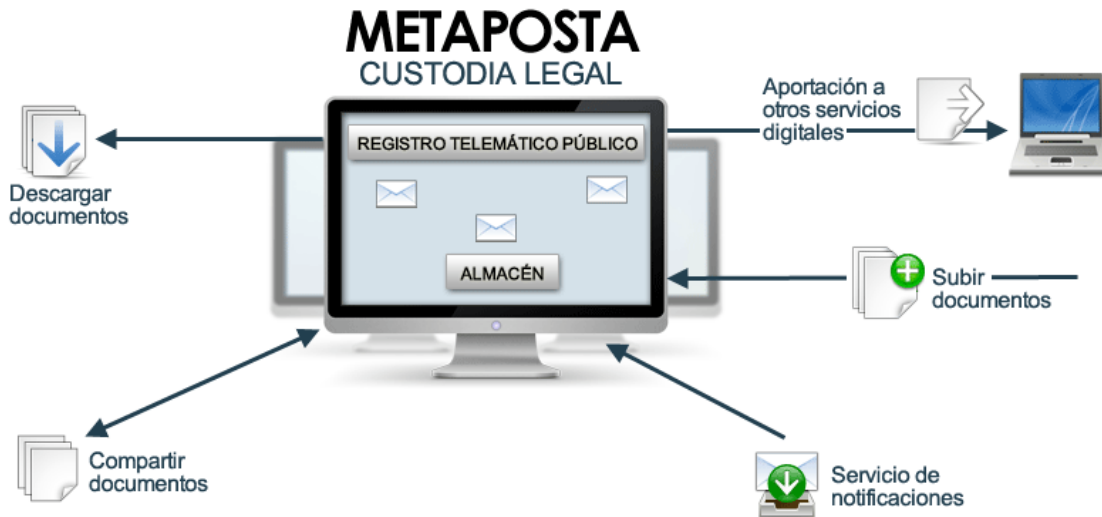 METAPOSTA
CUSTODIA LEGAL
Aportación a
otros servicios
digitales
REGISTRO TELEMÁTICO PÚBLICO
Descargar
documentos
ALMACÉN
Subir
documentos
Compartir
documentos
Servicio de
notificaciones